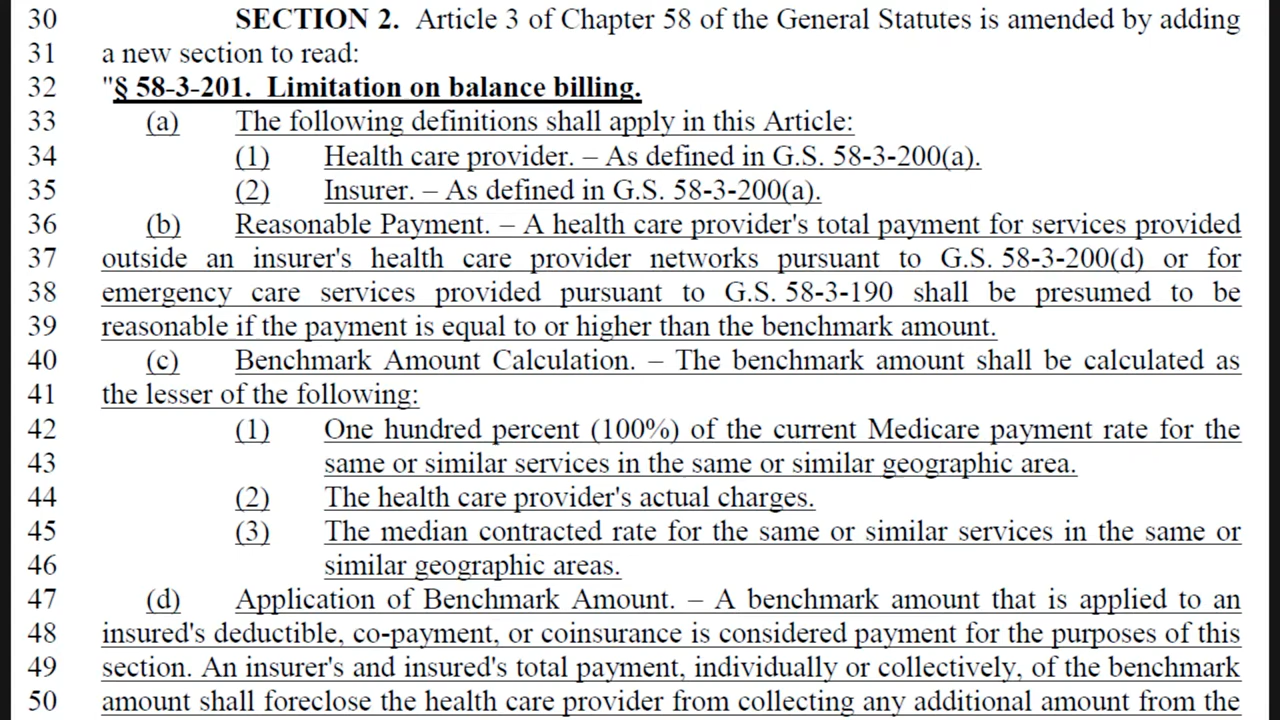 30 SECTION 2. Article 3 of Chapter 58 of the General Statutes is amended by adding
31 a new section to read:
32 "§ 58-3-201. Limitation on balance billing.
33 (a) The following definitions shall apply in this Article:
34 (1) Health care provider. – As defined in G.S. 58-3-200(a).
35 (2) Insurer. – As defined in G.S. 58-3-200(a).
36 (b) Reasonable Payment. – A health care provider's total payment for services provided
37 outside an insurer's health care provider networks pursuant to G.S. 58-3-200(d) or for
38 emergency care services provided pursuant to G.S. 58-3-190 shall be presumed to be
39 reasonable if the payment is equal to or higher than the benchmark amount.
40 (c) Benchmark Amount Calculation. – The benchmark amount shall be calculated as
41 the lesser of the following:
42 (1) One hundred percent (100%) of the current Medicare payment rate for the
43 same or similar services in the same or similar geographic area.
44 (2) The health care provider's actual charges.
45 (3) The median contracted rate for the same or similar services in the same or
46 similar geographic areas.
47 (d) Application of Benchmark Amount. – A benchmark amount that is applied to an
48 insured's deductible, co-payment, or coinsurance is considered payment for the purposes of this
49 section. An insurer's and insured's total payment, individually or collectively, of the benchmark
50 amount shall foreclose the health care provider from collecting any additional amount from the